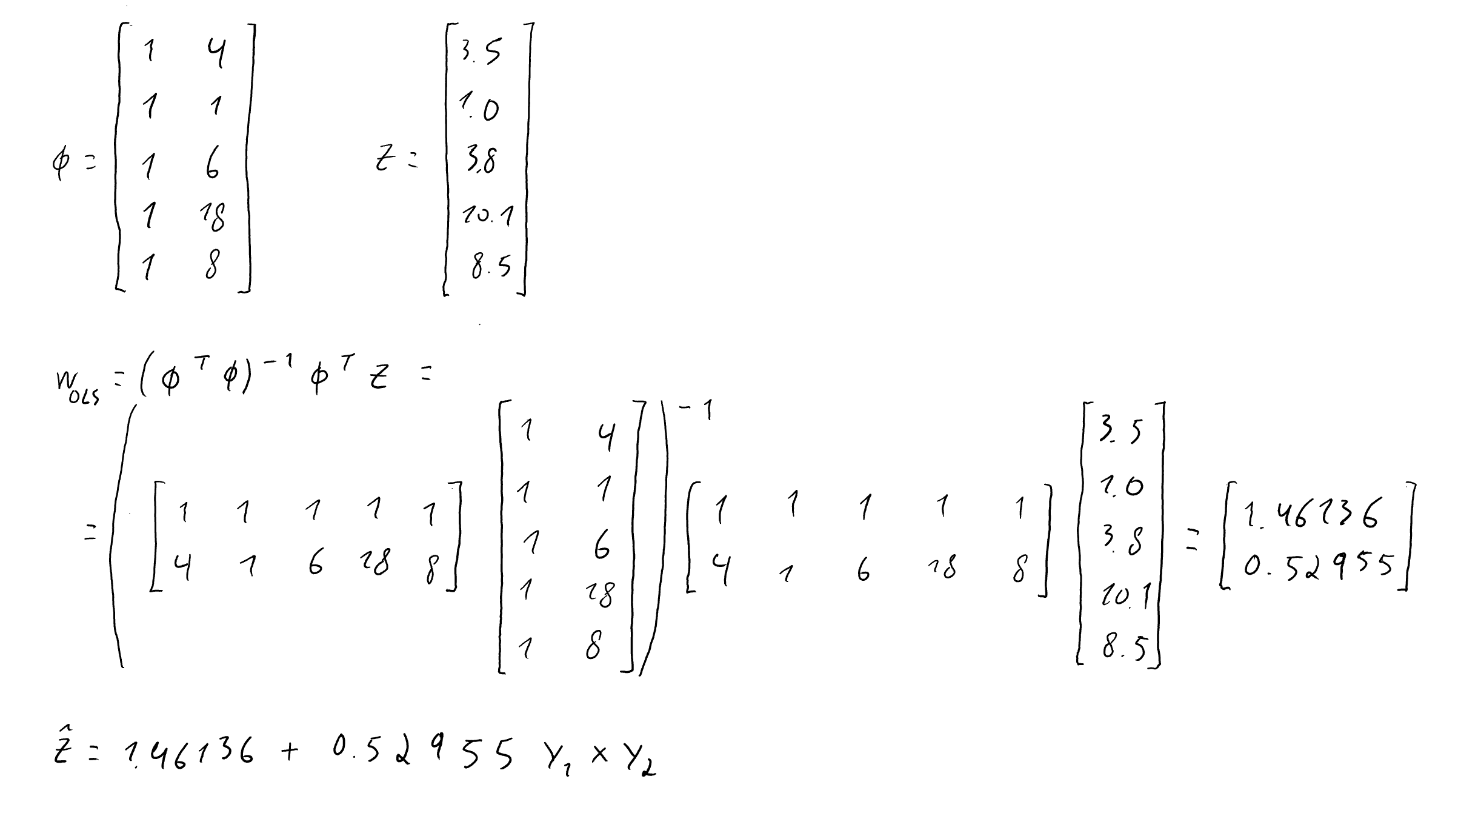 ϕ = [1 4; 1 1; 1 6; 1 18; 1 8] z = [3.5; 1.0; 3.8; 10.1; 8.5]
w_OLS = (ϕ^T ϕ)^-1 ϕ^T z =
= ([1 1 1 1 1; 4 1 6 18 8] [1 4; 1 1; 1 6; 1 18; 1 8])^-1 [1 1 1 1 1; 4 1 6 18 8] [3.5; 1.0; 3.8; 10.1; 8.5] = [1.46136; 0.52955]
ẑ = 1.46136 + 0.52955 y₁ × y₂